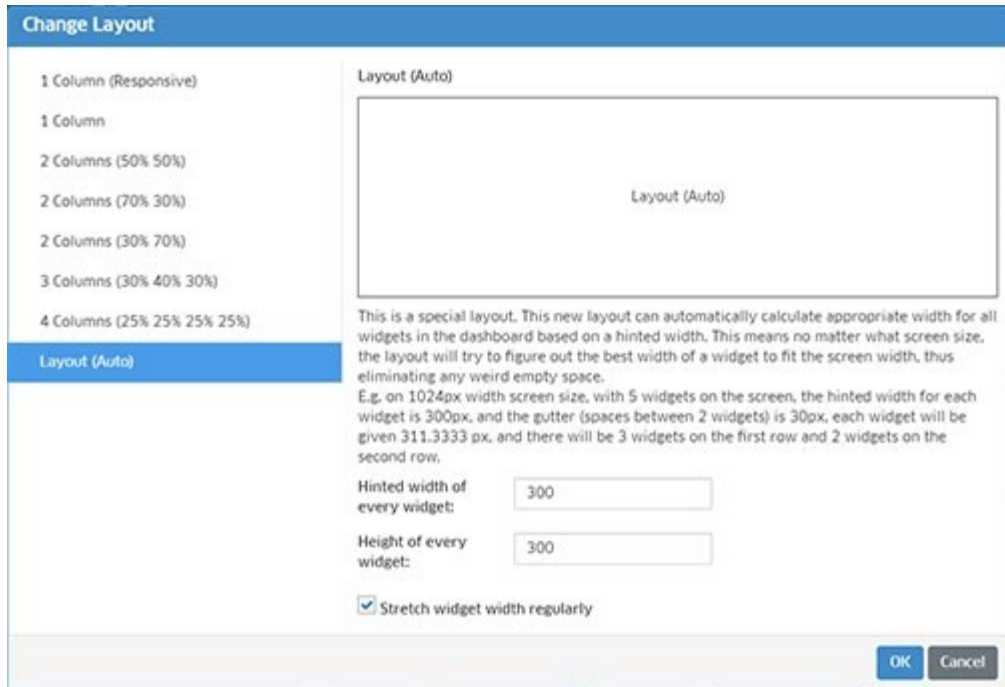 Change Layout
1 Column (Responsive)
1 Column
2 Columns (50% 50%)
2 Columns (70% 30%)
2 Columns (30% 70%)
3 Columns (30% 40% 30%)
4 Columns (25% 25% 25% 25%)
Layout (Auto)
Layout (Auto)
Layout (Auto)
This is a special layout. This new layout can automatically calculate appropriate width for all
widgets in the dashboard based on a hinted width. This means no matter what screen size,
the layout will try to figure out the best width of a widget to fit the screen width, thus
eliminating any weird empty space.
E.g. on 1024px width screen size, with 5 widgets on the screen, the hinted width for each
widget is 300px, and the gutter (spaces between 2 widgets) is 30px, each widget will be
given 311.3333 px, and there will be 3 widgets on the first row and 2 widgets on the
second row.
Hinted width of
every widget:
300
Height of every
widget:
300
Stretch widget width regularly
OK
Cancel